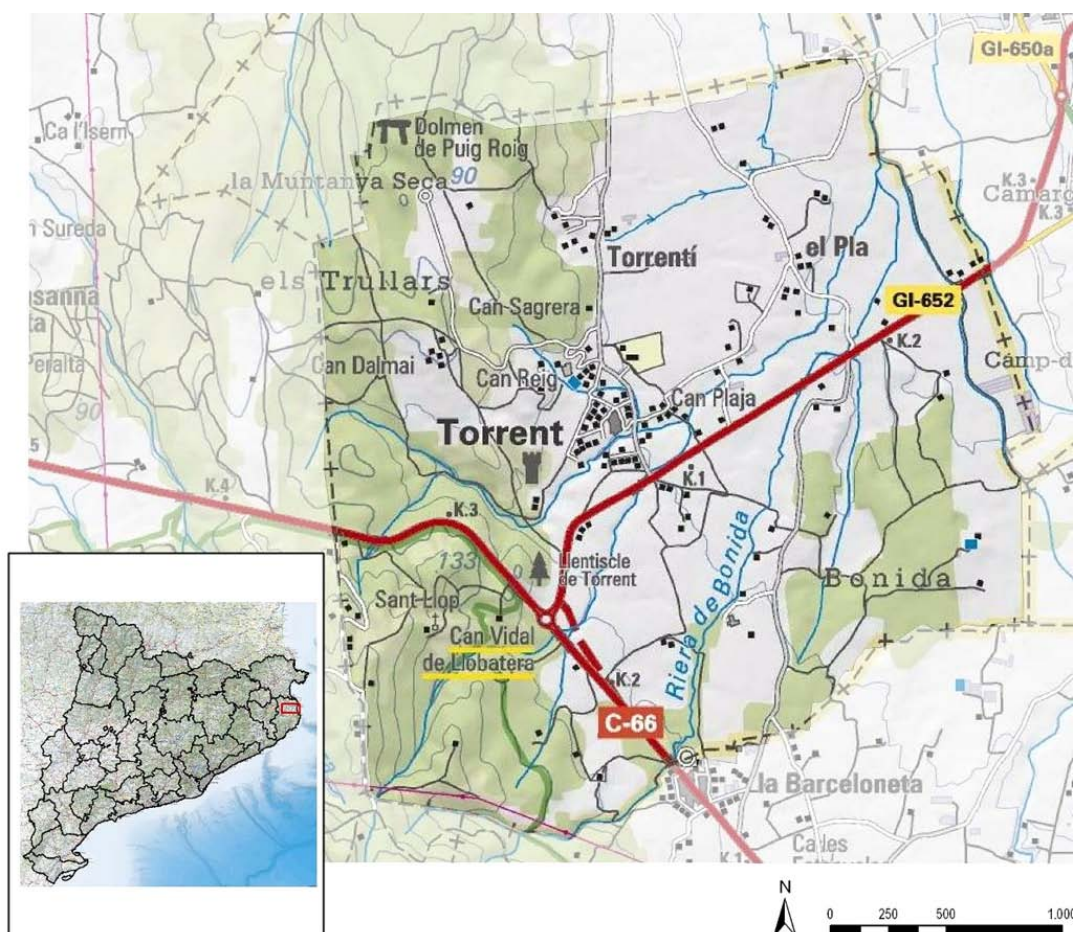 GI-650a
Ca l'Isern
Dolmen
de Puig Roig
la Muntanya Seca
90
K.3
K.3
Sureda
Torrentí
el Pla
els Trullars
GI-652
Can Sagrera
K.2
Can Dalmai
Peralta
Can Reig
90
Can Plaja
Torrent
K.1
K.4
K.3
133
Llentiscle
de Torrent
Bonida
Sant Llop
Can Vidal
de Llobatera
Riera de Bonida
K.2
C-66
la Barceloneta
N
0 250 500 1.000